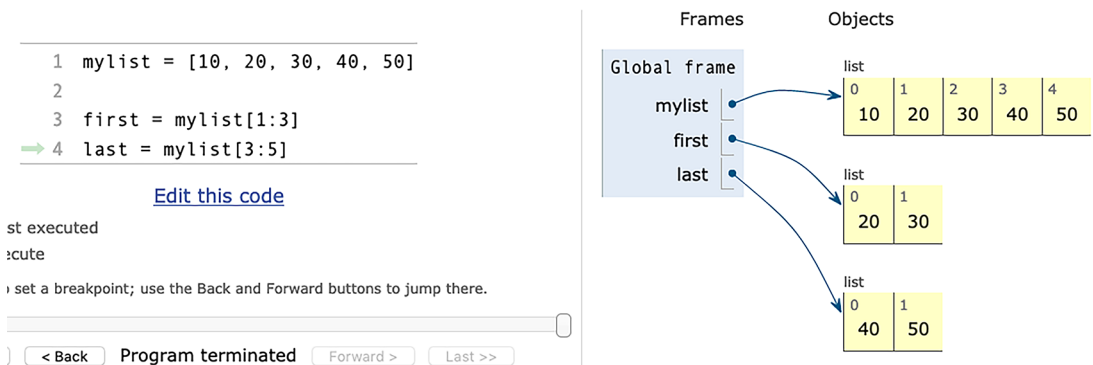 1 mylist = [10, 20, 30, 40, 50]
2
3 first = mylist[1:3]
4 last = mylist[3:5]
Edit this code
st executed
ecute
set a breakpoint; use the Back and Forward buttons to jump there.
< Back Program terminated Forward > Last >>
Frames Objects
Global frame
mylist
first
last
list
0 1 2 3 4
10 20 30 40 50
list
0 1
20 30
list
0 1
40 50